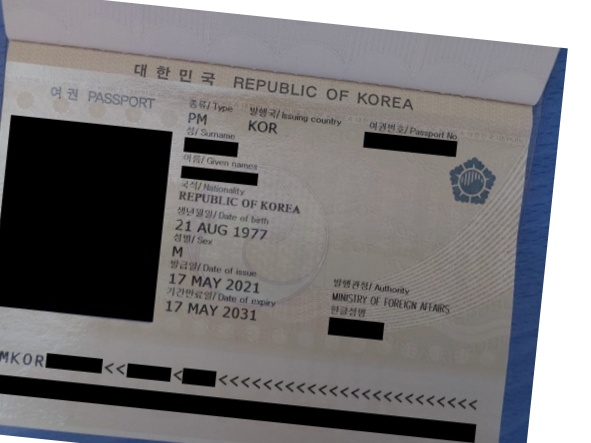 대한민국 REPUBLIC OF KOREA
여권 PASSPORT
종류/ Type 발행국/ Issuing country 여권번호/ Passport No
PM KOR
성/ Surname
이름/ Given names
국적/ Nationality
REPUBLIC OF KOREA
생년월일/ Date of birth
21 AUG 1977
성별/ Sex
M
발급일/ Date of issue 발행관청/ Authority
17 MAY 2021 MINISTRY OF FOREIGN AFFAIRS
기간만료일/ Date of expiry 한글성명
17 MAY 2031
MKOR << < <<<<<<<<<<<<<<<<<<<<<<<<<<<